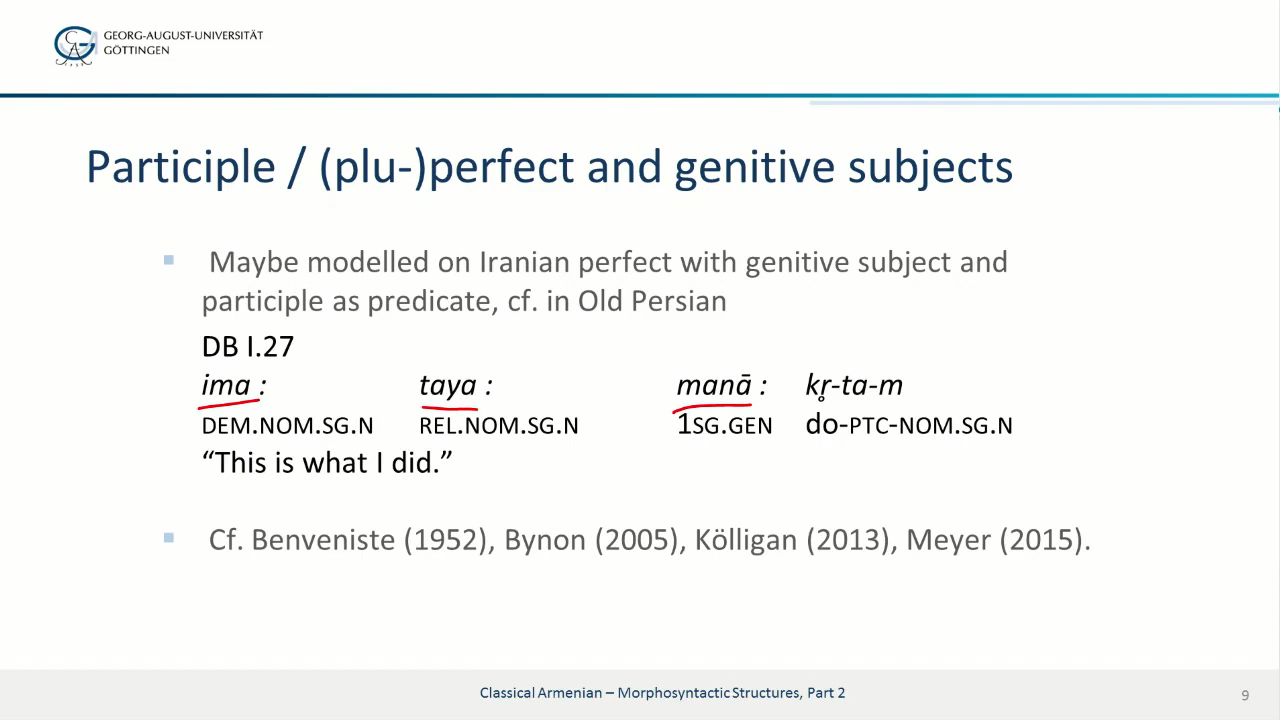 GEORG-AUGUST-UNIVERSITÄT
GÖTTINGEN
Participle / (plu-)perfect and genitive subjects
Maybe modelled on Iranian perfect with genitive subject and
participle as predicate, cf. in Old Persian
DB I.27
ima : taya : manā : kr̥-ta-m
DEM.NOM.SG.N REL.NOM.SG.N 1SG.GEN do-PTC-NOM.SG.N
“This is what I did.”
Cf. Benveniste (1952), Bynon (2005), Kölligan (2013), Meyer (2015).
Classical Armenian – Morphosyntactic Structures, Part 2
9